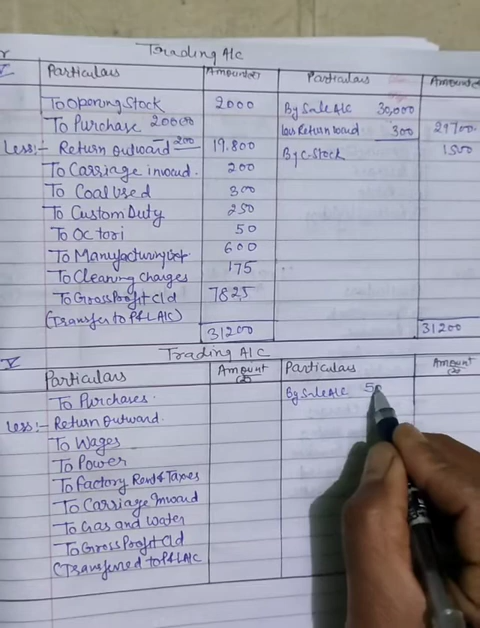 Trading A/c
Particulars Amount Particulars Amount
To Opening Stock 2000 By Sale A/c 30,000
To Purchase 20000 Return Inward 300 29700
Less:- Return outward 200 19,800 By C. Stock 1500
To Carriage inward. 200
To Coal Used 300
To Custom Duty 250
To Octori 50
To Manufacturing 600
To Cleaning Charges 175
To Gross Profit C/d 7825
(Transfer to P&L A/c)
31200 31200
V Trading A/c
Particulars Amount Particulars Amount
To Purchases. By Sale A/c 50
Less:- Return outward.
To Wages
To Power
To Factory Rent & Taxes
To Carriage Inward
To Gas and Water
To Gross Profit C/d
(Transferred to P&L A/c